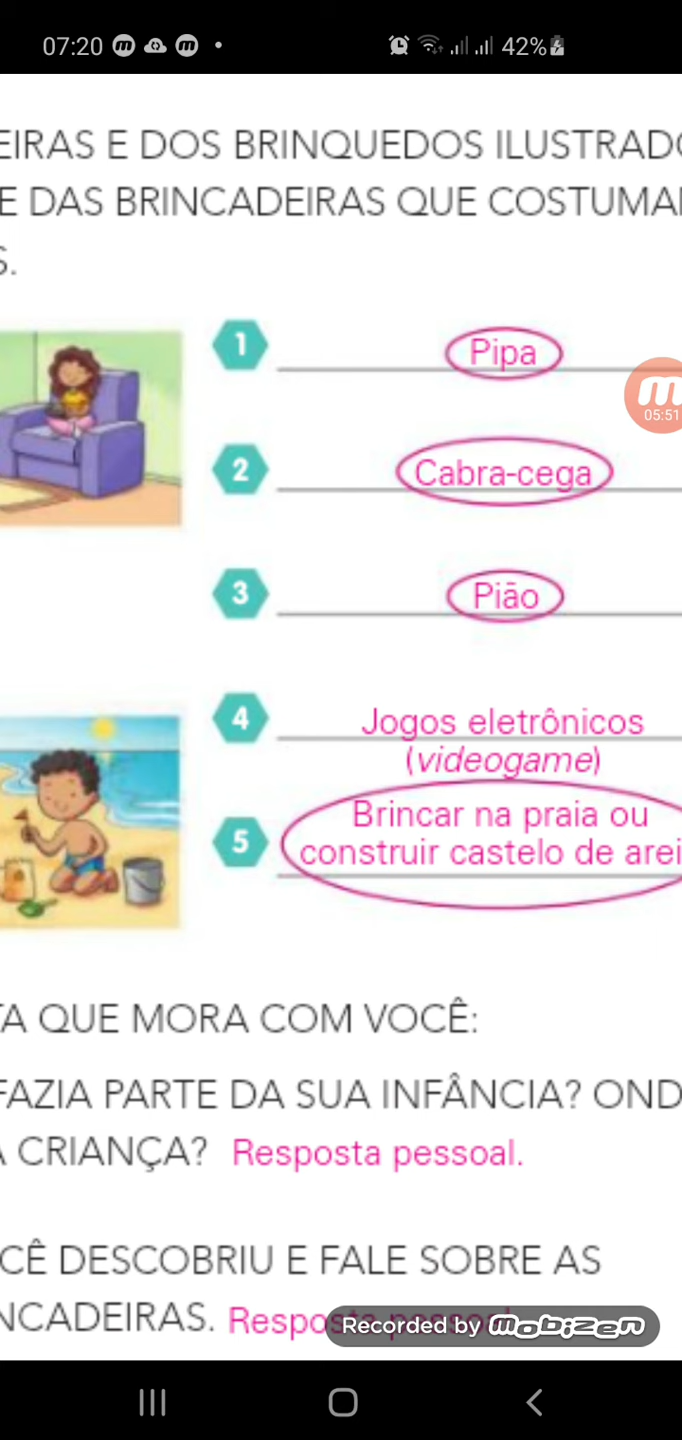 07:20 42%
EIRAS E DOS BRINQUEDOS ILUSTRADO
E DAS BRINCADEIRAS QUE COSTUMA
S.
1 Pipa
05:51
2 Cabra-cega
3 Pião
4 Jogos eletrônicos
(videogame)
5 Brincar na praia ou
construir castelo de arei
TA QUE MORA COM VOCÊ:
FAZIA PARTE DA SUA INFÂNCIA? OND
A CRIANÇA? Resposta pessoal.
CÊ DESCOBRIU E FALE SOBRE AS
NCADEIRAS. Resposta pessoal.
Recorded by mobizen